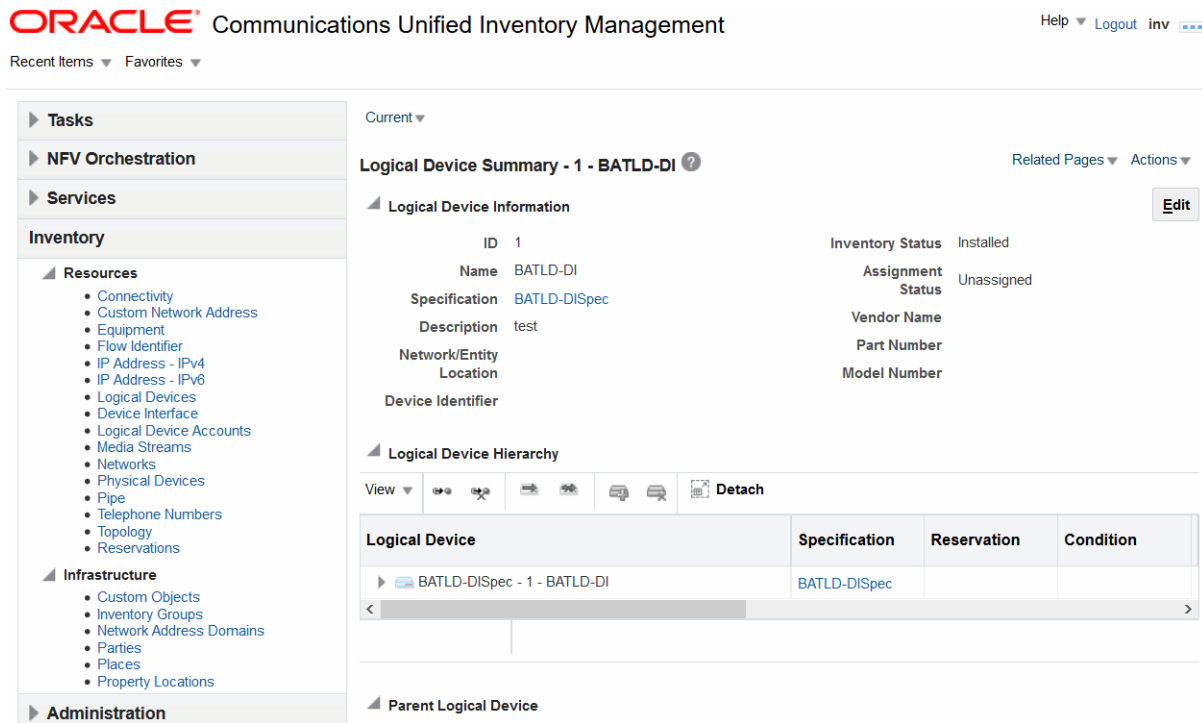 ORACLE® Communications Unified Inventory Management
Help Logout inv
Recent Items Favorites
Tasks
NFV Orchestration
Services
Inventory
Resources
Connectivity
Custom Network Address
Equipment
Flow Identifier
IP Address - IPv4
IP Address - IPv6
Logical Devices
Device Interface
Logical Device Accounts
Media Streams
Networks
Physical Devices
Pipe
Telephone Numbers
Topology
Reservations
Infrastructure
Custom Objects
Inventory Groups
Network Address Domains
Parties
Places
Property Locations
Administration
Current
Logical Device Summary - 1 - BATLD-DI ?
Related Pages Actions
Logical Device Information
Edit
ID 1
Name BATLD-DI
Specification BATLD-DISpec
Description test
Network/Entity
Location
Device Identifier
Inventory Status Installed
Assignment
Status Unassigned
Vendor Name
Part Number
Model Number
Logical Device Hierarchy
View Detach
Logical Device Specification Reservation Condition
BATLD-DISpec - 1 - BATLD-DI BATLD-DISpec
Parent Logical Device